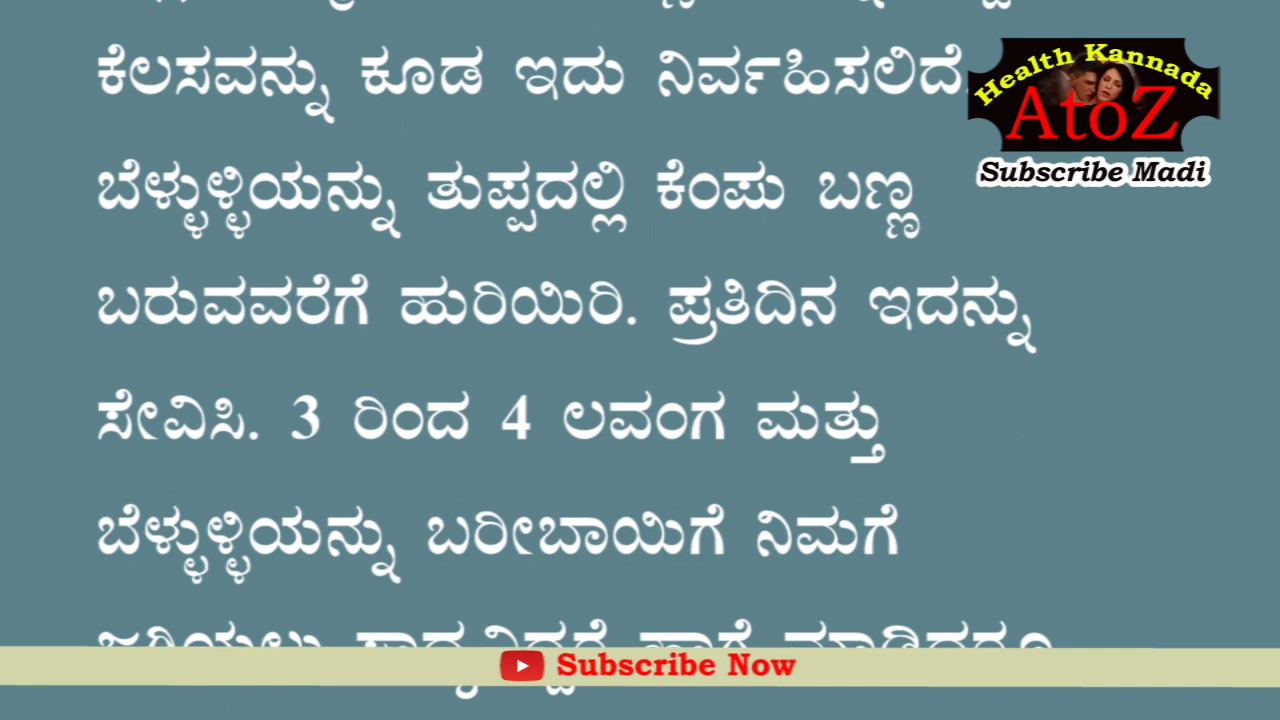 ಕೆಲಸವನ್ನು ಕೂಡ ಇದು ನಿರ್ವಹಿಸಲಿದೆ.
ಬೆಳ್ಳುಳ್ಳಿಯನ್ನು ತುಪ್ಪದಲ್ಲಿ ಕೆಂಪು ಬಣ್ಣ
ಬರುವವರೆಗೆ ಹುರಿಯಿರಿ. ಪ್ರತಿದಿನ ಇದನ್ನು
ಸೇವಿಸಿ. 3 ರಿಂದ 4 ಲವಂಗ ಮತ್ತು
ಬೆಳ್ಳುಳ್ಳಿಯನ್ನು ಬರೀಬಾಯಿಗೆ ನಿಮಗೆ
Health Kannada
AtoZ
Subscribe Madi
Subscribe Now